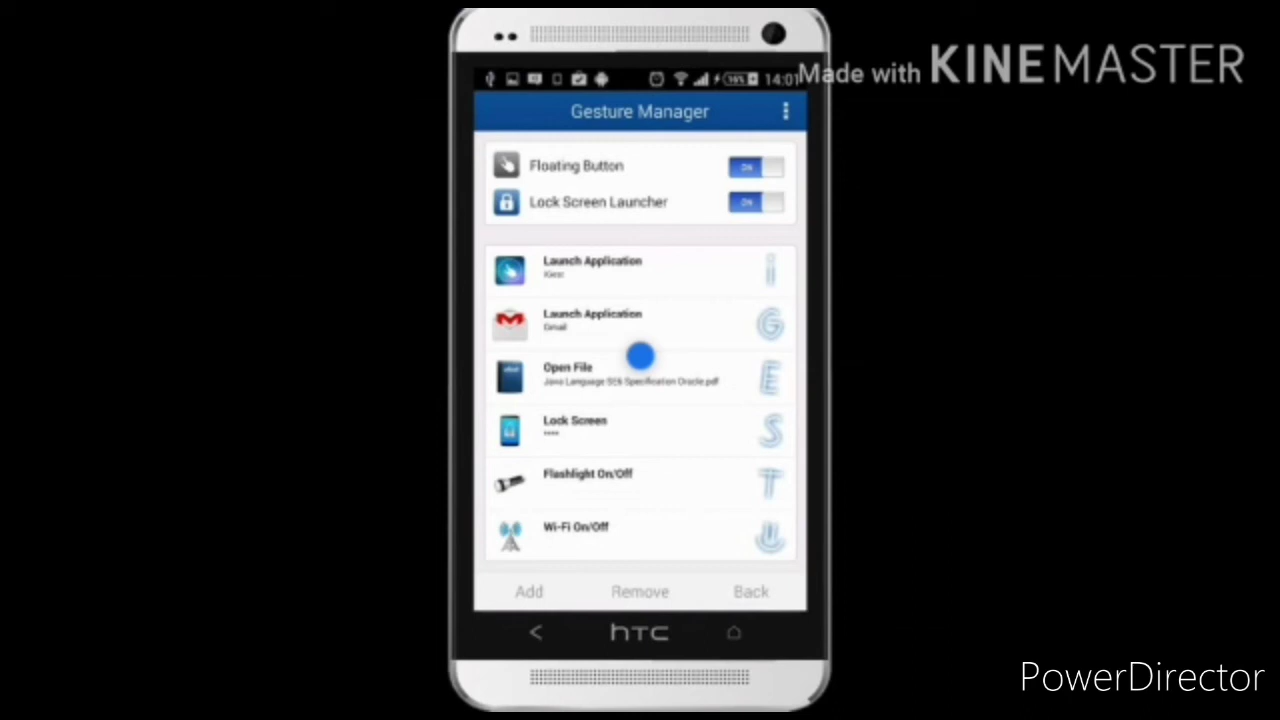 Made with KINEMASTER
16% 14:01
Gesture Manager
Floating Button
ON
Lock Screen Launcher
ON
Launch Application
i
Launch Application
Gmail
G
Open File
Java Language SE6 Specification Oracle.pdf
E
Lock Screen
****
S
Flashlight On/Off
T
Wi-Fi On/Off
Add Remove Back
hTC
PowerDirector